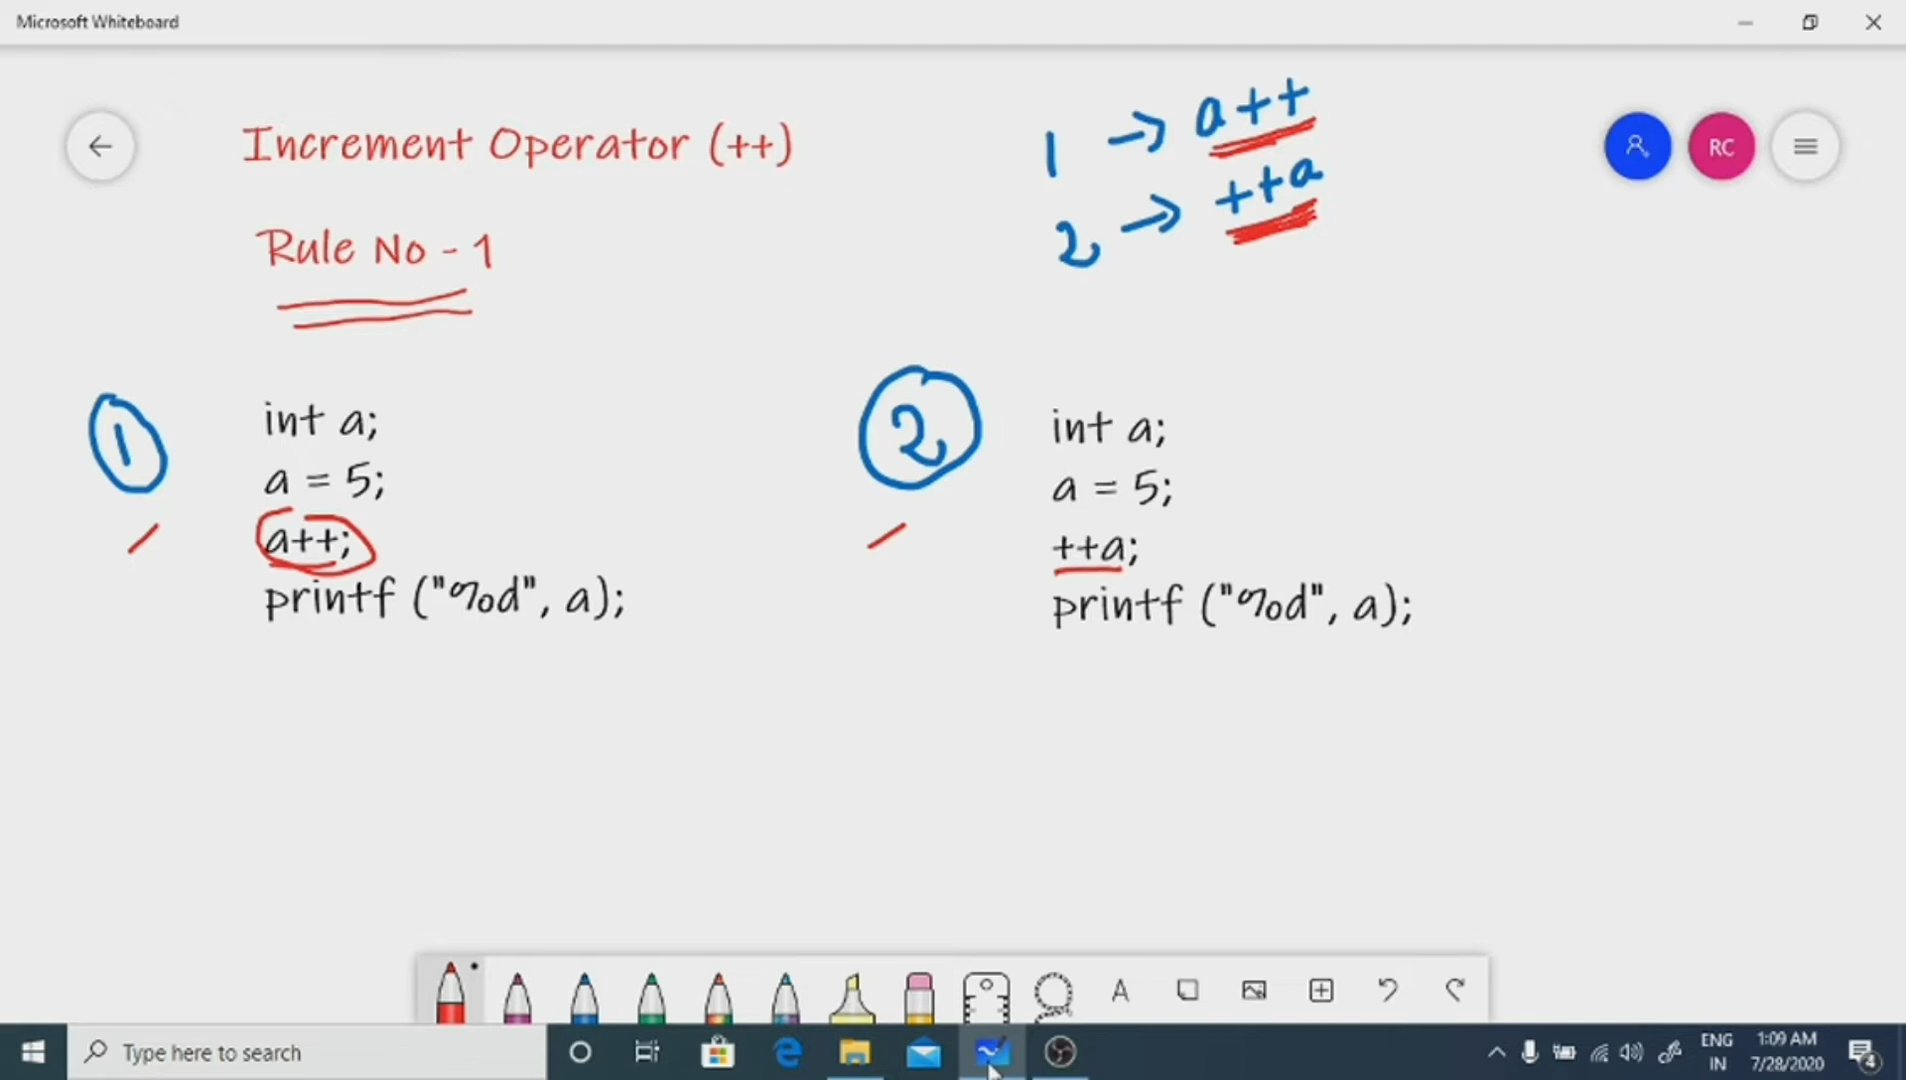 Microsoft Whiteboard
Increment Operator (++)
1 → a++
2 → ++a
RC
Rule No - 1
1
int a;
a = 5;
a++;
printf ("%d", a);
2
int a;
a = 5;
++a;
printf ("%d", a);
A
Type here to search
ENG
IN
1:09 AM
7/28/2020
4